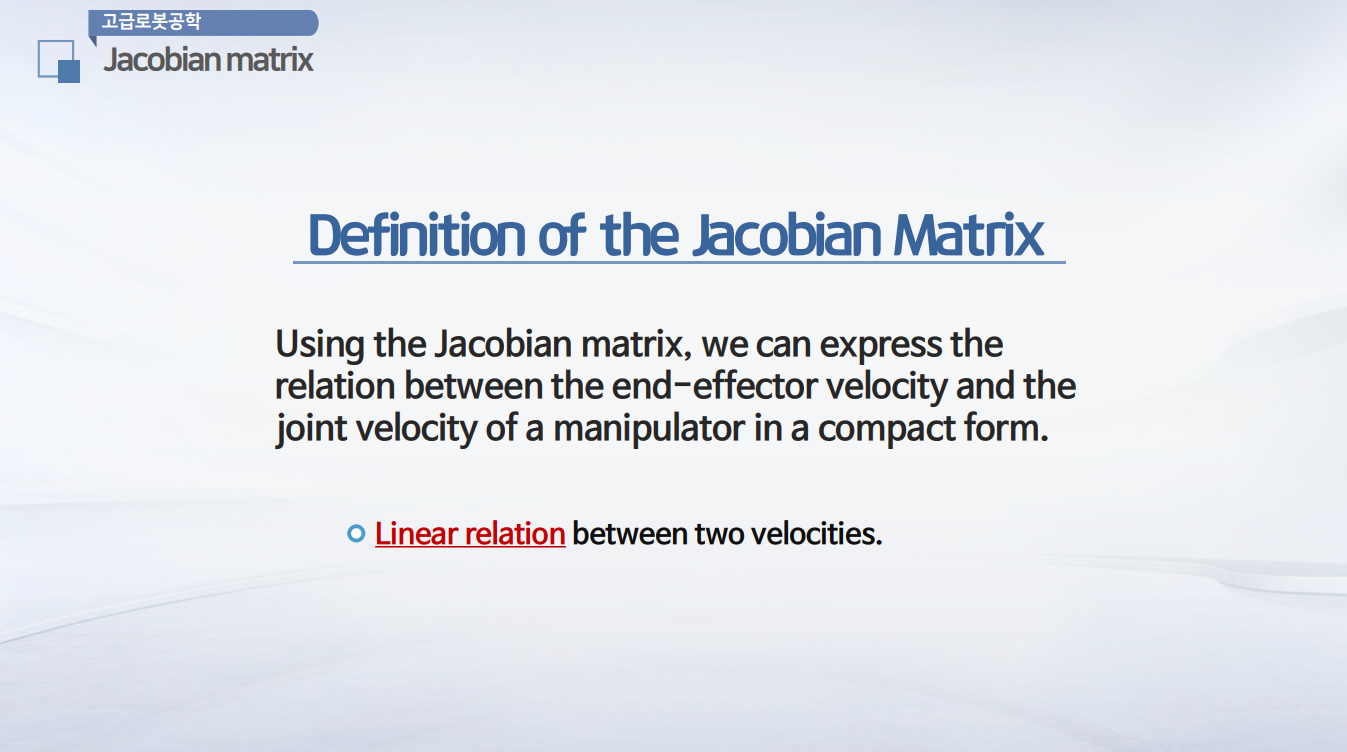 고급로봇공학
Jacobian matrix
Definition of the Jacobian Matrix
Using the Jacobian matrix, we can express the
relation between the end-effector velocity and the
joint velocity of a manipulator in a compact form.
Linear relation between two velocities.